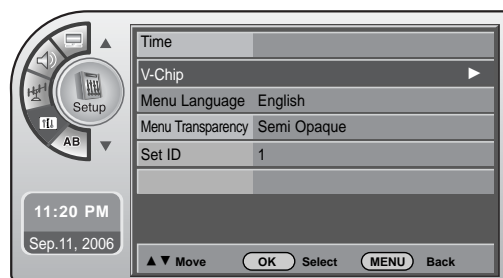 Setup
AB
Time
V-Chip
Menu Language English
Menu Transparency Semi Opaque
Set ID 1
11:20 PM
Sep.11, 2006
▲▼ Move OK Select MENU Back